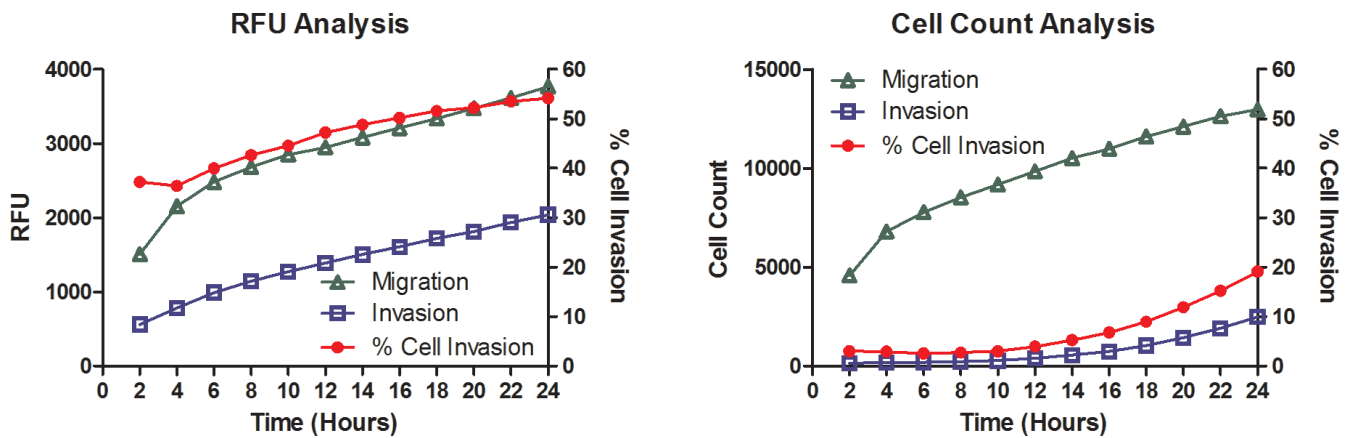 RFU Analysis
4000
3000
2000
1000
0
RFU
60
50
40
30
20
10
0
% Cell Invasion
Migration
Invasion
% Cell Invasion
0 2 4 6 8 10 12 14 16 18 20 22 24
Time (Hours)
Cell Count Analysis
15000
10000
5000
0
Cell Count
Migration
Invasion
% Cell Invasion
60
50
40
30
20
10
0
% Cell Invasion
0 2 4 6 8 10 12 14 16 18 20 22 24
Time (Hours)